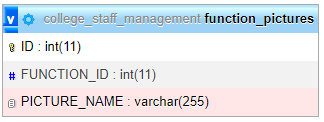 v college_staff_management function_pictures
ID : int(11)
# FUNCTION_ID : int(11)
PICTURE_NAME : varchar(255)